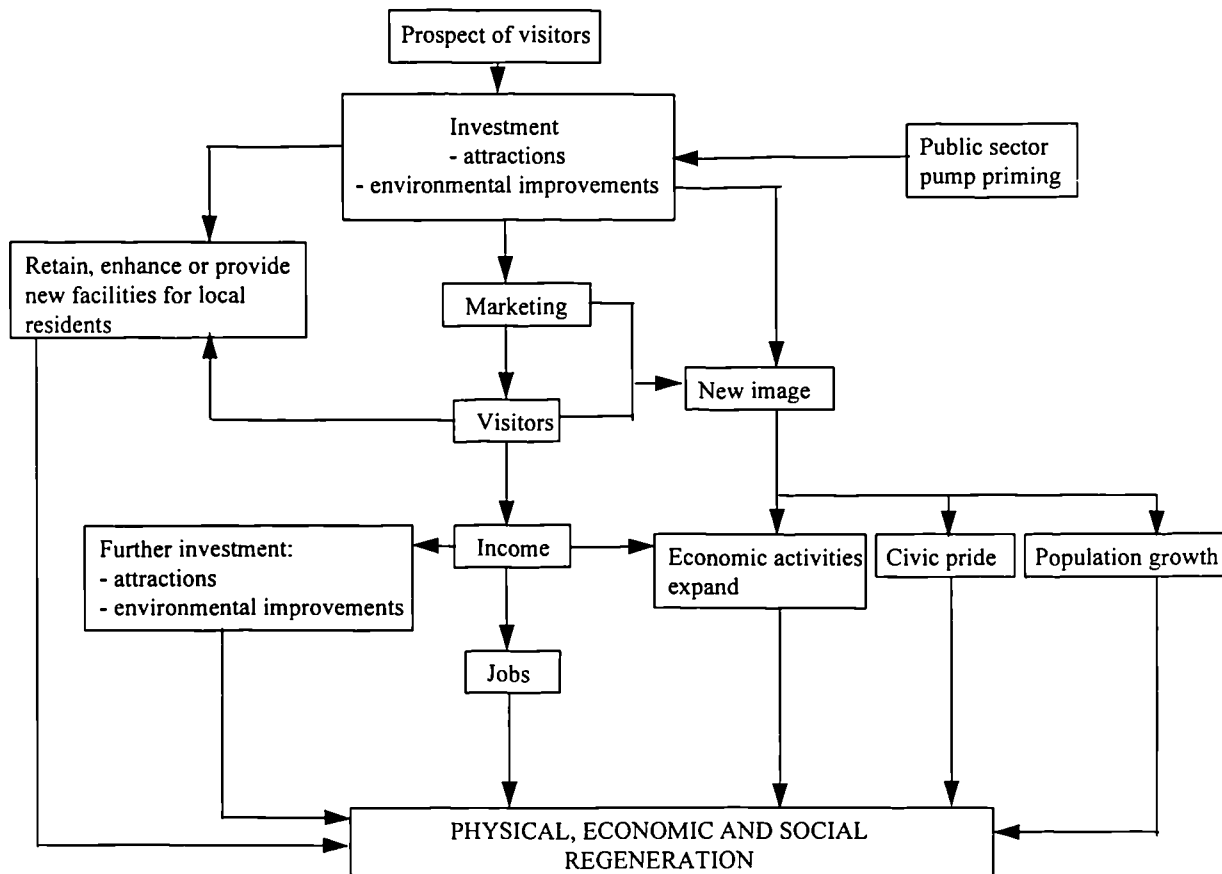 Prospect of visitors
Investment
- attractions
- environmental improvements
Public sector
pump priming
Retain, enhance or provide
new facilities for local
residents
Marketing
New image
Visitors
Further investment:
- attractions
- environmental improvements
Income
Economic activities
expand
Civic pride
Population growth
Jobs
PHYSICAL, ECONOMIC AND SOCIAL
REGENERATION